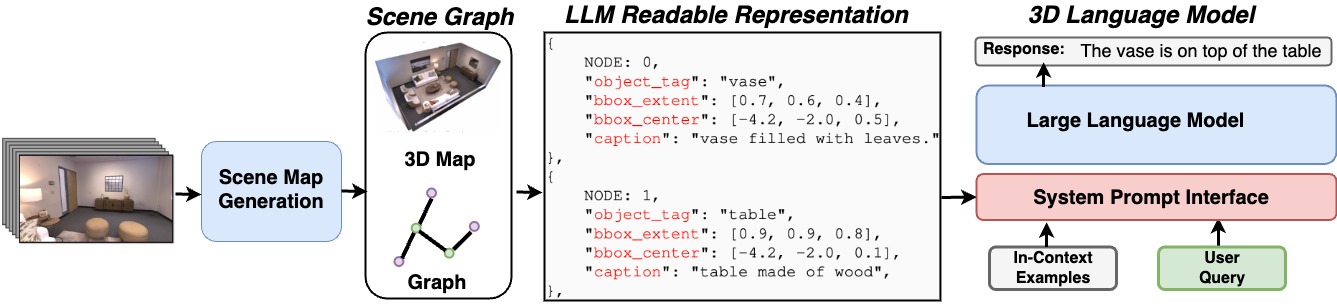 Scene Graph
LLM Readable Representation
3D Language Model
Scene Map
Generation
3D Map
Graph
{
NODE: 0,
"object_tag": "vase",
"bbox_extent": [0.7, 0.6, 0.4],
"bbox_center": [-4.2, -2.0, 0.5],
"caption": "vase filled with leaves."
},
{
NODE: 1,
"object_tag": "table",
"bbox_extent": [0.9, 0.9, 0.8],
"bbox_center": [-4.2, -2.0, 0.1],
"caption": "table made of wood",
},
Response: The vase is on top of the table
Large Language Model
System Prompt Interface
In-Context
Examples
User
Query